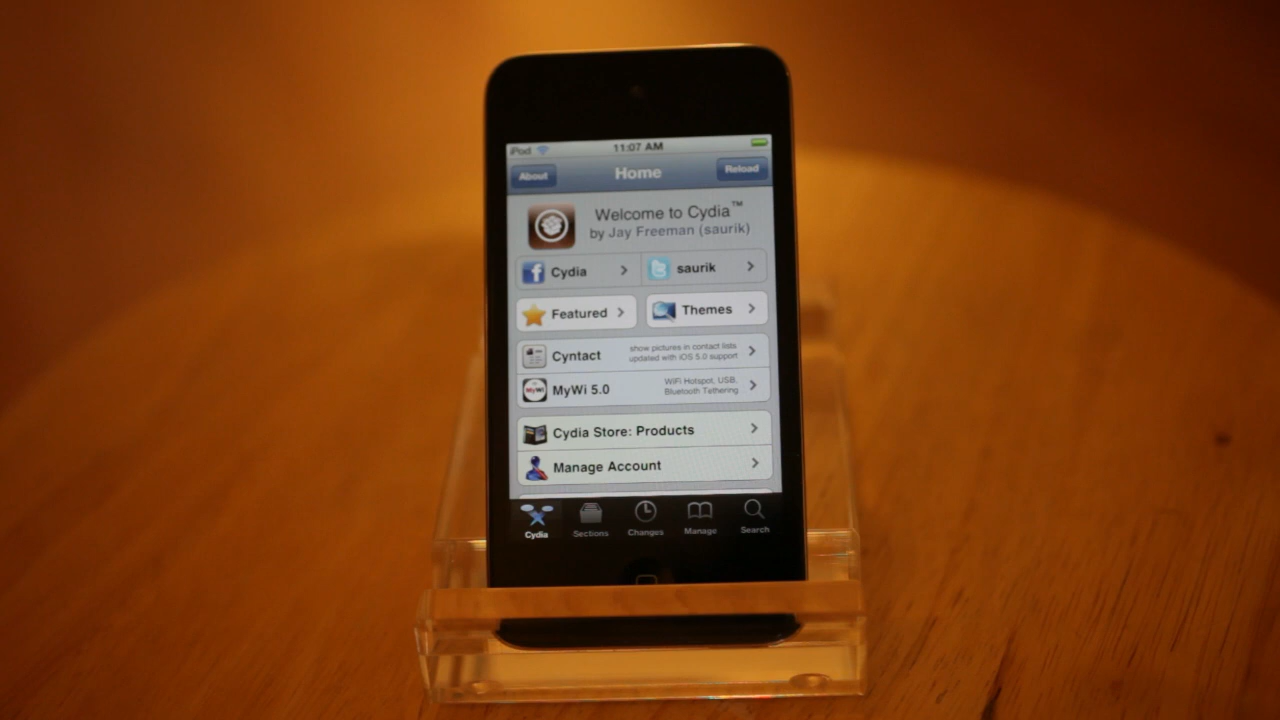 iPod 11:07 AM
About Home Reload
Welcome to Cydia™
by Jay Freeman (saurik)
Cydia saurik
Featured Themes
Cyntact show pictures in contact lists
updated with iOS 5.0 support
MyWi 5.0 WiFi Hotspot, USB,
Bluetooth Tethering
Cydia Store: Products
Manage Account
Cydia Sections Changes Manage Search